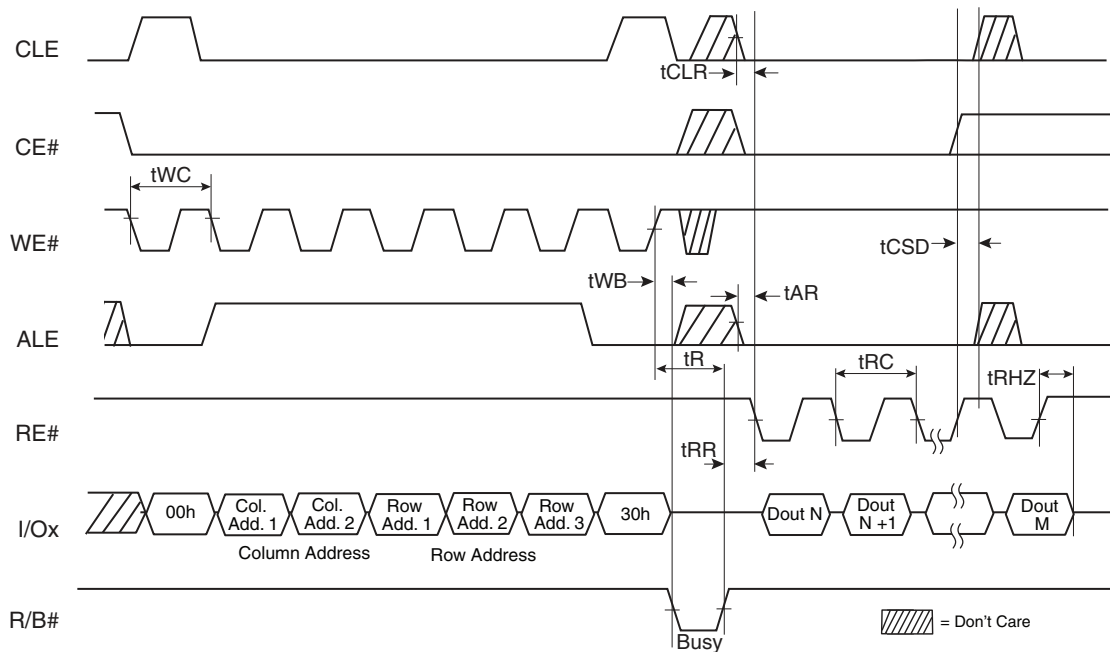 CLE
tCLR
CE#
tWC
WE#
tCSD
tWB
tAR
ALE
tR
tRC
tRHZ
RE#
tRR
I/Ox
00h
Col.
Add. 1
Col.
Add. 2
Row
Add. 1
Row
Add. 2
Row
Add. 3
30h
Dout N
Dout
N +1
Dout
M
Column Address
Row Address
R/B#
Busy
= Don't Care